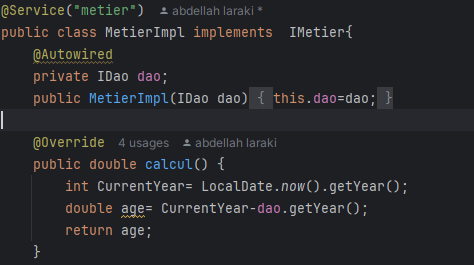 @Service("metier") abdellah laraki *
public class MetierImpl implements  IMetier{
    @Autowired
    private IDao dao;
    public MetierImpl(IDao dao) { this.dao=dao; }

    @Override 4 usages abdellah laraki
    public double calcul() {
        int CurrentYear= LocalDate.now().getYear();
        double age= CurrentYear-dao.getYear();
        return age;
    }